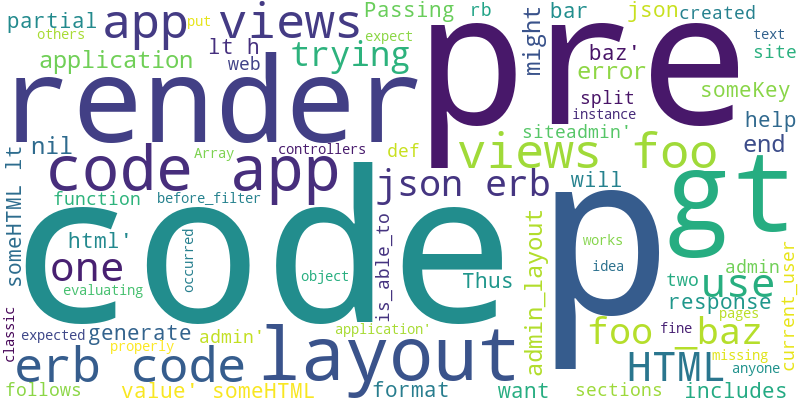 partial
others
put
app views
Passing
rb
bar
json
created
text
application
lt h
web
trying
expect
might
baz'
error
site
someKey
render
pre
split
instance
siteadmin'
help
nil
Array
controllers
def
views foo
end
someHTML lt
code app
json erb
will
gt
function
before_filter
html'
occurred
is_able_to
admin_layout
works
one
evaluating
code
object
Thus
p
idea
two
admin
use
current_user
response
pages
classic
expected
generate
admin'
application'
foo _baz
fine
missing
properly
erb code
layout
HTML
anyone
follows
value' someHTML
format
want
sections
includes